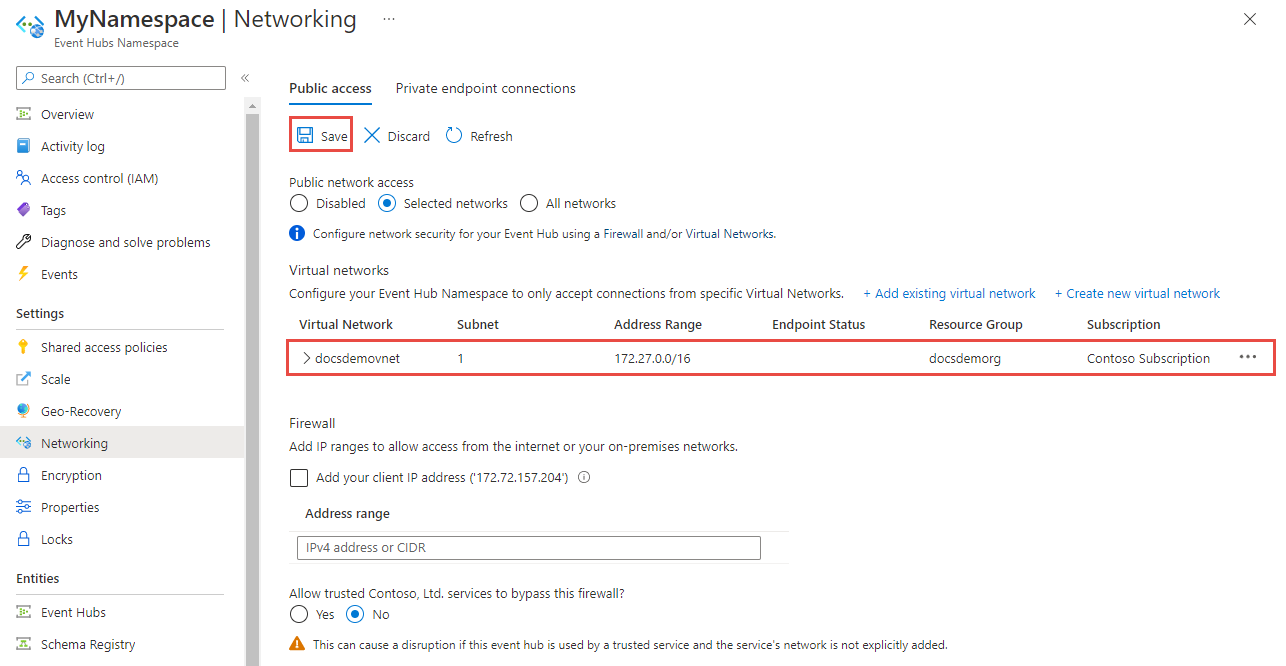 MyNamespace | Networking ...
Event Hubs Namespace
Search (Ctrl+/)
«
Overview
Activity log
Access control (IAM)
Tags
Diagnose and solve problems
Events
Settings
Shared access policies
Scale
Geo-Recovery
Networking
Encryption
Properties
Locks
Entities
Event Hubs
Schema Registry
Public access Private endpoint connections
Save Discard Refresh
Public network access
Disabled Selected networks All networks
Configure network security for your Event Hub using a Firewall and/or Virtual Networks.
Virtual networks
Configure your Event Hub Namespace to only accept connections from specific Virtual Networks. + Add existing virtual network + Create new virtual network
Virtual Network Subnet Address Range Endpoint Status Resource Group Subscription
docsdemovnet 1 172.27.0.0/16 docsdemorg Contoso Subscription ...
Firewall
Add IP ranges to allow access from the internet or your on-premises networks.
Add your client IP address ('172.72.157.204')
Address range
IPv4 address or CIDR
Allow trusted Contoso, Ltd. services to bypass this firewall?
Yes No
This can cause a disruption if this event hub is used by a trusted service and the service's network is not explicitly added.